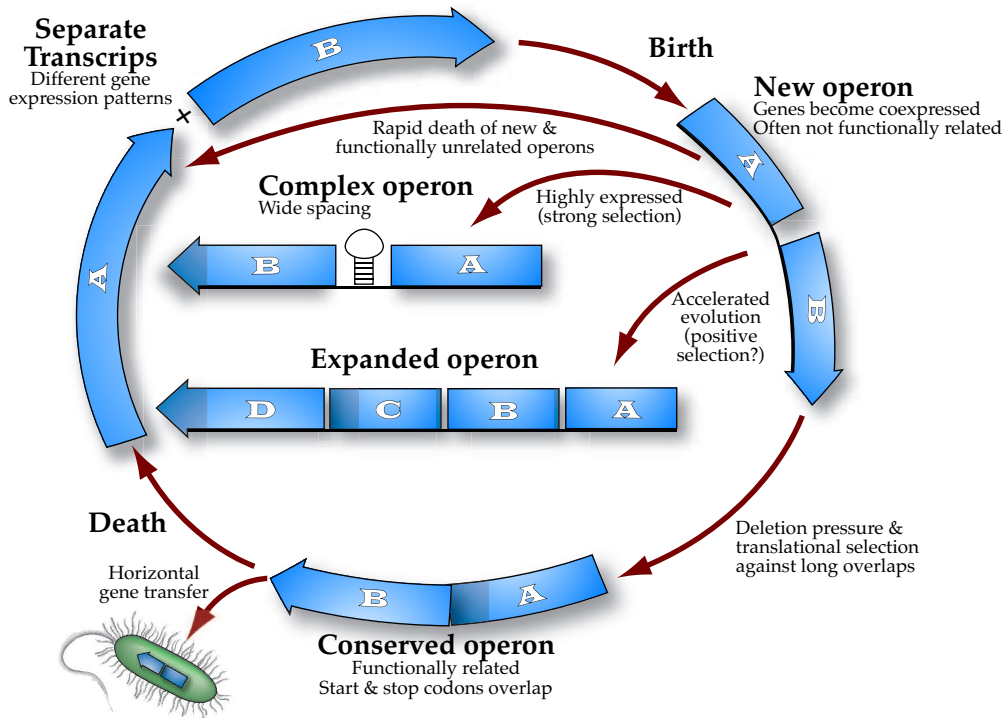 Separate
Transcrips
Different gene
expression patterns
+
B
A
Birth
New operon
Genes become coexpressed
Often not functionally related
A
B
Rapid death of new &
functionally unrelated operons
Complex operon
Wide spacing
Highly expressed
(strong selection)
B
A
Accelerated
evolution
(positive
selection?)
Expanded operon
D
C
B
A
Death
Deletion pressure &
translational selection
against long overlaps
Horizontal
gene transfer
B
A
Conserved operon
Functionally related
Start & stop codons overlap